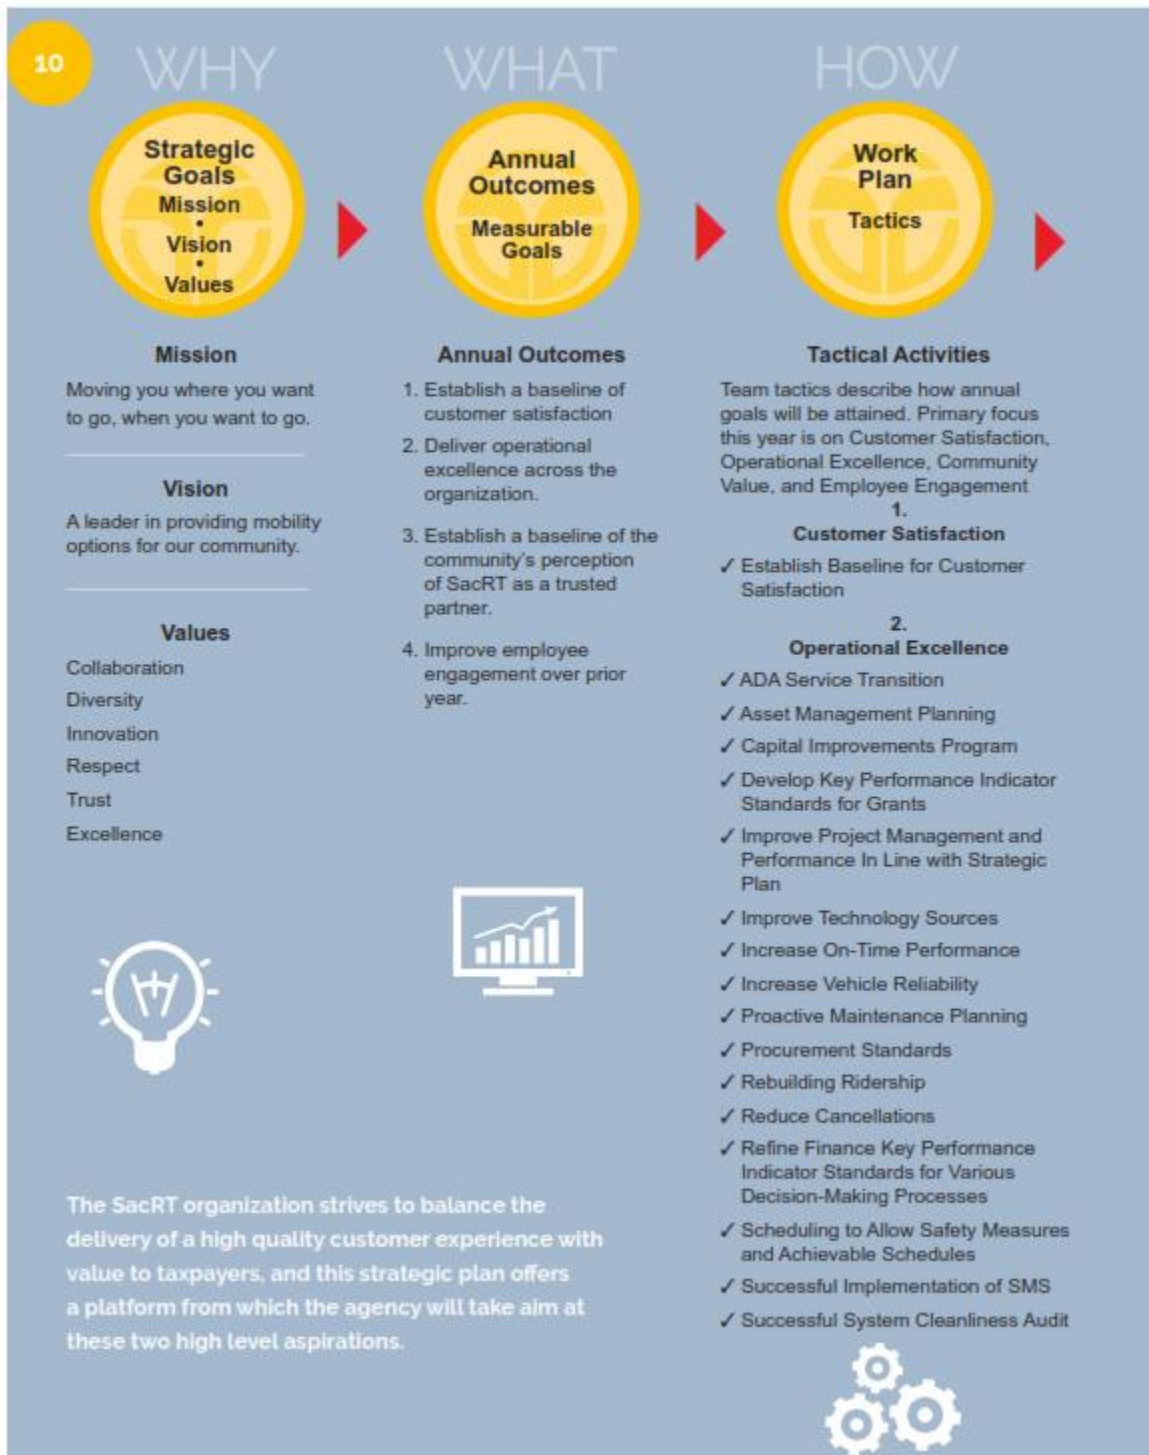 10
WHY
Strategic
Goals
Mission
•
Vision
•
Values
Mission
Moving you where you want
to go, when you want to go.
Vision
A leader in providing mobility
options for our community.
Values
Collaboration
Diversity
Innovation
Respect
Trust
Excellence
WHAT
Annual
Outcomes
Measurable
Goals
Annual Outcomes
1. Establish a baseline of
customer satisfaction
2. Deliver operational
excellence across the
organization.
3. Establish a baseline of the
community's perception
of SacRT as a trusted
partner.
4. Improve employee
engagement over prior
year.
The SacRT organization strives to balance the
delivery of a high quality customer experience with
value to taxpayers, and this strategic plan offers
a platform from which the agency will take aim at
these two high level aspirations.
HOW
Work
Plan
Tactics
Tactical Activities
Team tactics describe how annual
goals will be attained. Primary focus
this year is on Customer Satisfaction,
Operational Excellence, Community
Value, and Employee Engagement
1.
Customer Satisfaction
✓ Establish Baseline for Customer
Satisfaction
2.
Operational Excellence
✓ ADA Service Transition
✓ Asset Management Planning
✓ Capital Improvements Program
✓ Develop Key Performance Indicator
Standards for Grants
✓ Improve Project Management and
Performance In Line with Strategic
Plan
✓ Improve Technology Sources
✓ Increase On-Time Performance
✓ Increase Vehicle Reliability
✓ Proactive Maintenance Planning
✓ Procurement Standards
✓ Rebuilding Ridership
✓ Reduce Cancellations
✓ Refine Finance Key Performance
Indicator Standards for Various
Decision-Making Processes
✓ Scheduling to Allow Safety Measures
and Achievable Schedules
✓ Successful Implementation of SMS
✓ Successful System Cleanliness Audit